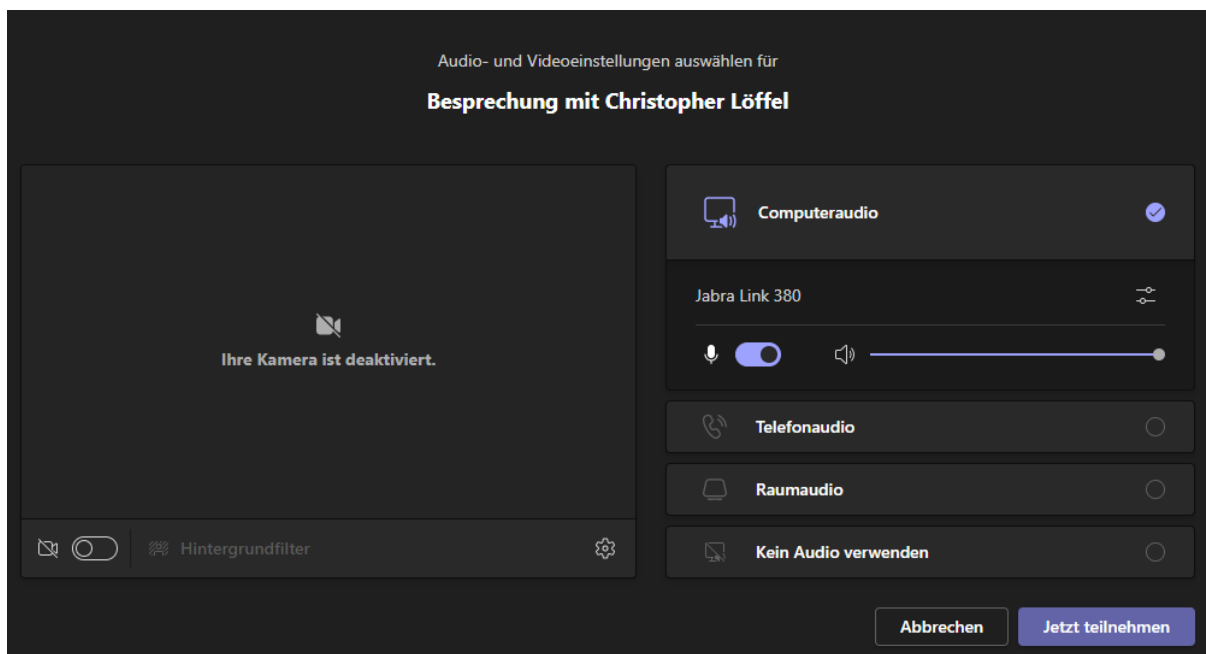 Audio- und Videoeinstellungen auswählen für
Besprechung mit Christopher Löffel
Ihre Kamera ist deaktiviert.
Hintergrundfilter
Computeraudio
Jabra Link 380
Telefonaudio
Raumaudio
Kein Audio verwenden
Abbrechen
Jetzt teilnehmen